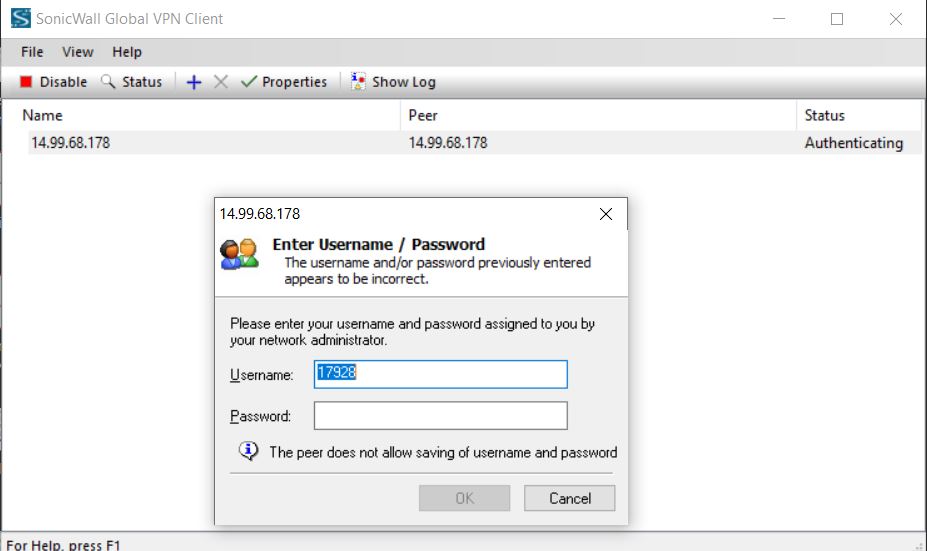 SonicWall Global VPN Client
File View Help
Disable Status Properties Show Log
Name Peer Status
14.99.68.178 14.99.68.178 Authenticating
14.99.68.178
Enter Username / Password
The username and/or password previously entered
appears to be incorrect.
Please enter your username and password assigned to you by
your network administrator.
Username: 17928
Password:
The peer does not allow saving of username and password
OK Cancel
For Help, press F1